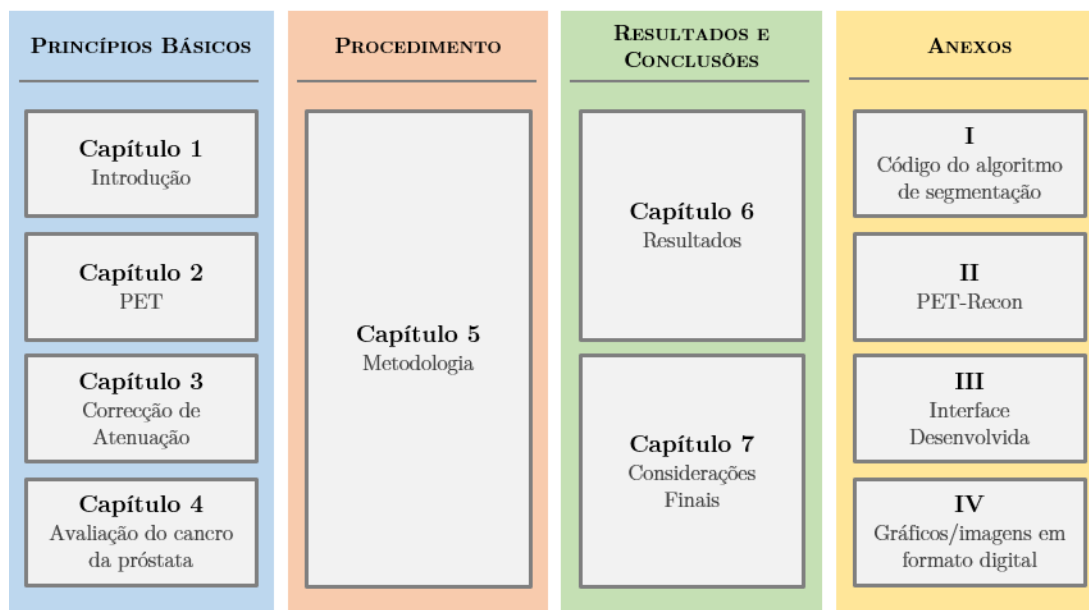 PRINCÍPIOS BÁSICOS
Capítulo 1
Introdução
Capítulo 2
PET
Capítulo 3
Correcção de
Atenuação
Capítulo 4
Avaliação do cancro
da próstata
PROCEDIMENTO
Capítulo 5
Metodologia
RESULTADOS E
CONCLUSÕES
Capítulo 6
Resultados
Capítulo 7
Considerações
Finais
ANEXOS
I
Código do algoritmo
de segmentação
II
PET-Recon
III
Interface
Desenvolvida
IV
Gráficos/imagens em
formato digital